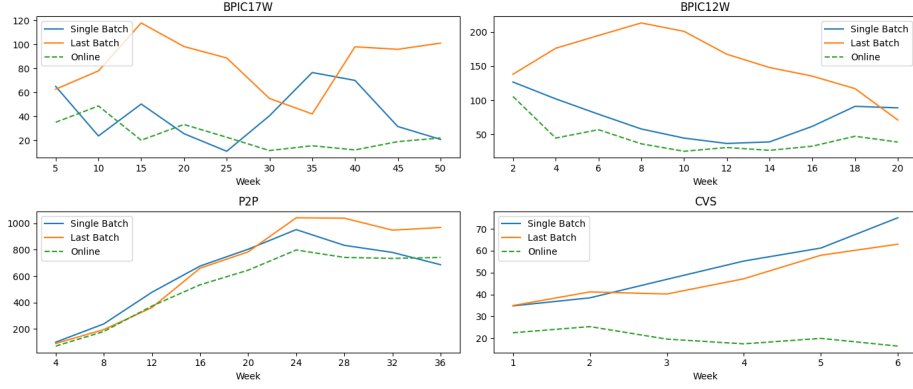 BPIC17W
120
100
80
60
40
20
Single Batch
Last Batch
Online
5 10 15 20 25 30 35 40 45 50
Week
BPIC12W
200
150
100
50
Single Batch
Last Batch
Online
2 4 6 8 10 12 14 16 18 20
Week
P2P
1000
800
600
400
200
Single Batch
Last Batch
Online
4 8 12 16 20 24 28 32 36
Week
CVS
70
60
50
40
30
20
Single Batch
Last Batch
Online
1 2 3 4 5 6
Week